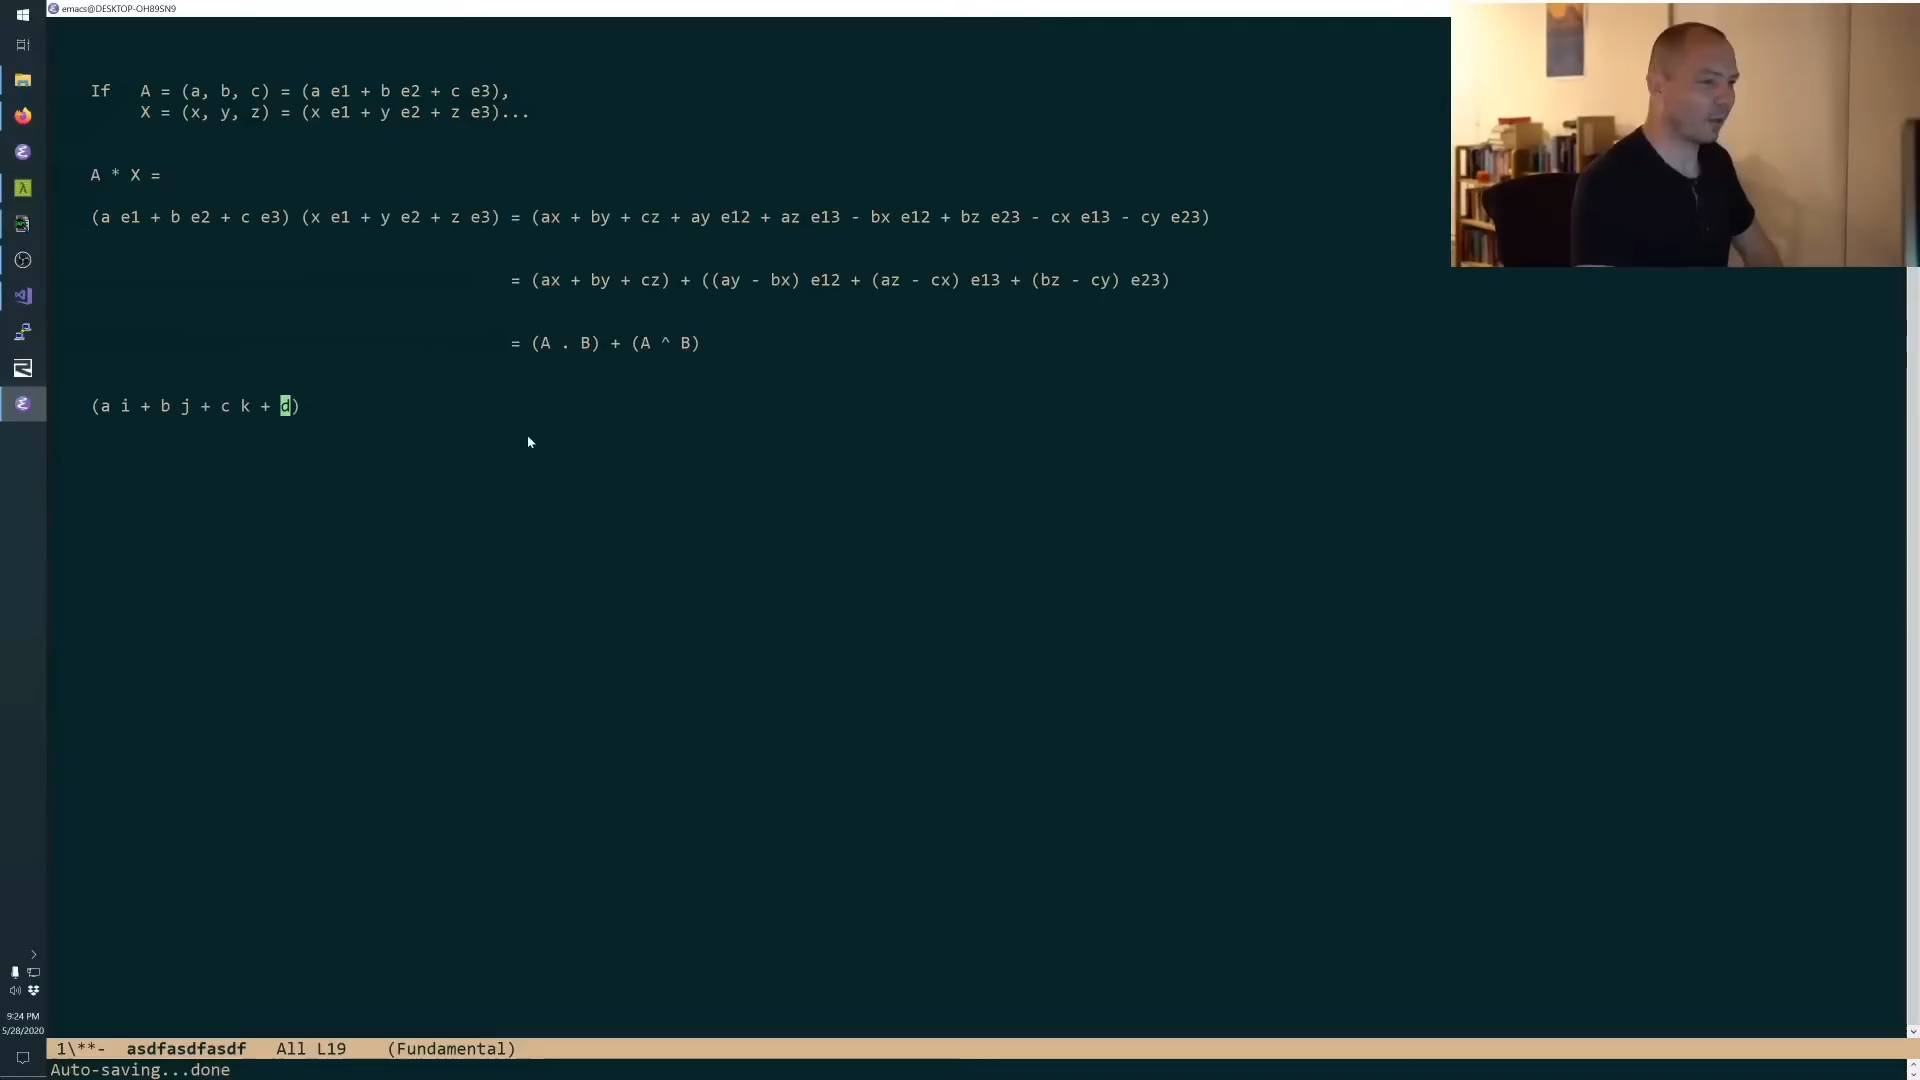 emacs@DESKTOP-OH89SN9
If   A = (a, b, c) = (a e1 + b e2 + c e3),
     X = (x, y, z) = (x e1 + y e2 + z e3)...
A * X =
(a e1 + b e2 + c e3) (x e1 + y e2 + z e3) = (ax + by + cz + ay e12 + az e13 - bx e12 + bz e23 - cx e13 - cy e23)
= (ax + by + cz) + ((ay - bx) e12 + (az - cx) e13 + (bz - cy) e23)
= (A . B) + (A ^ B)
(a i + b j + c k + d)
9:24 PM
5/28/2020
1\**-  asdfasdfasdf   All L19    (Fundamental)
Auto-saving...done